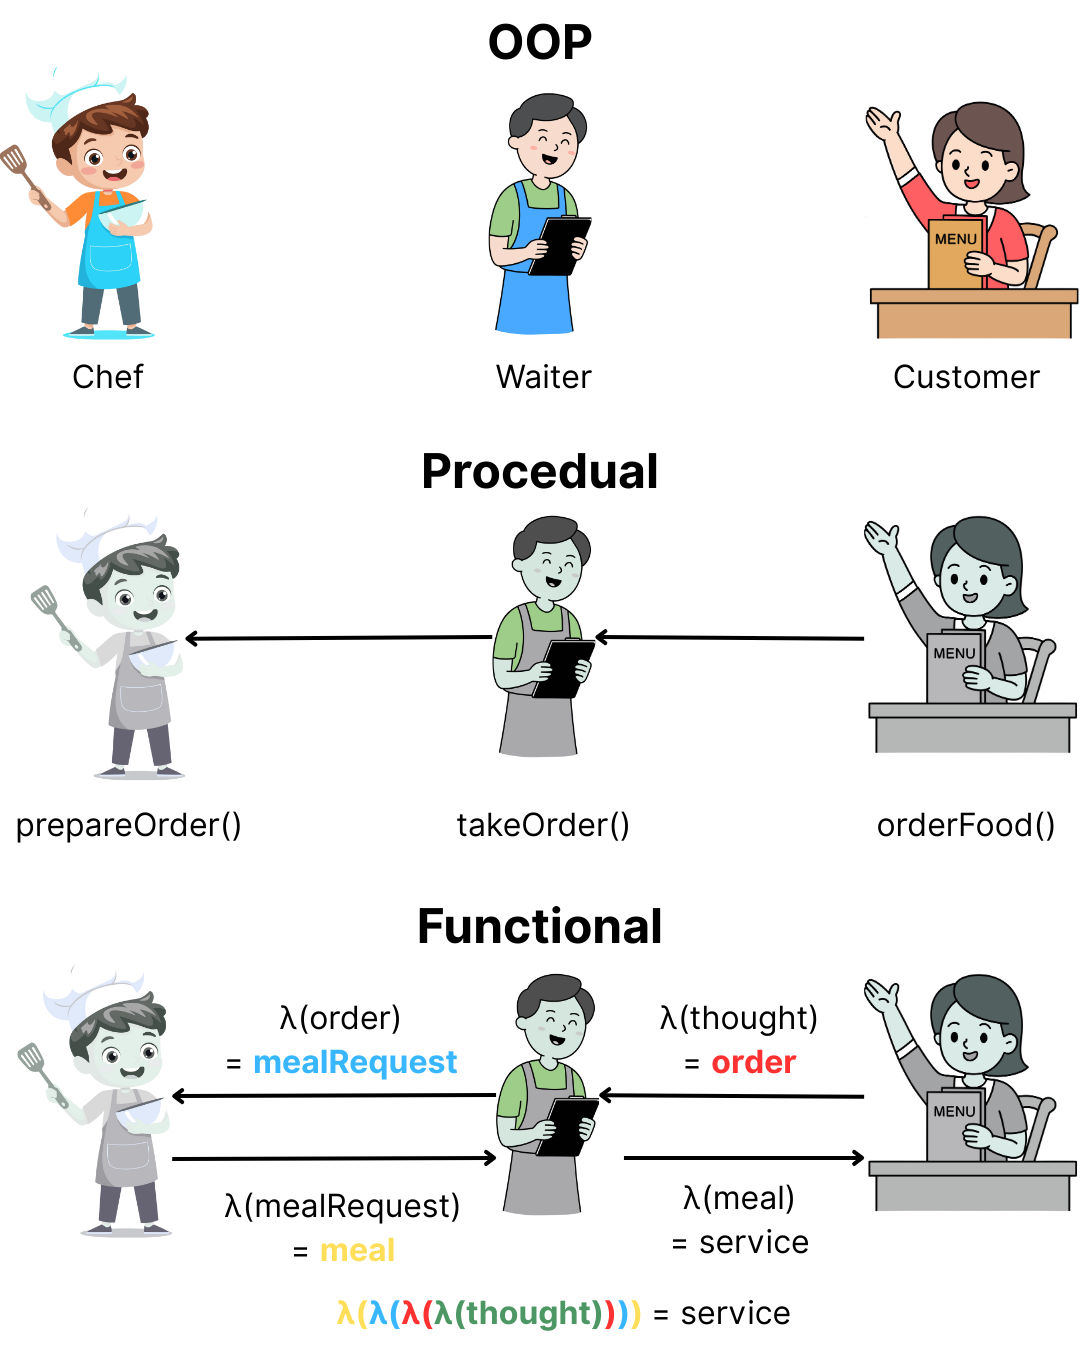 OOP
MENU
Chef
Waiter
Customer
Procedual
MENU
prepareOrder()
takeOrder()
orderFood()
Functional
λ(order)
= mealRequest
λ(thought)
= order
MENU
λ(mealRequest)
= meal
λ(meal)
= service
λ(λ(λ(λ(thought)))) = service